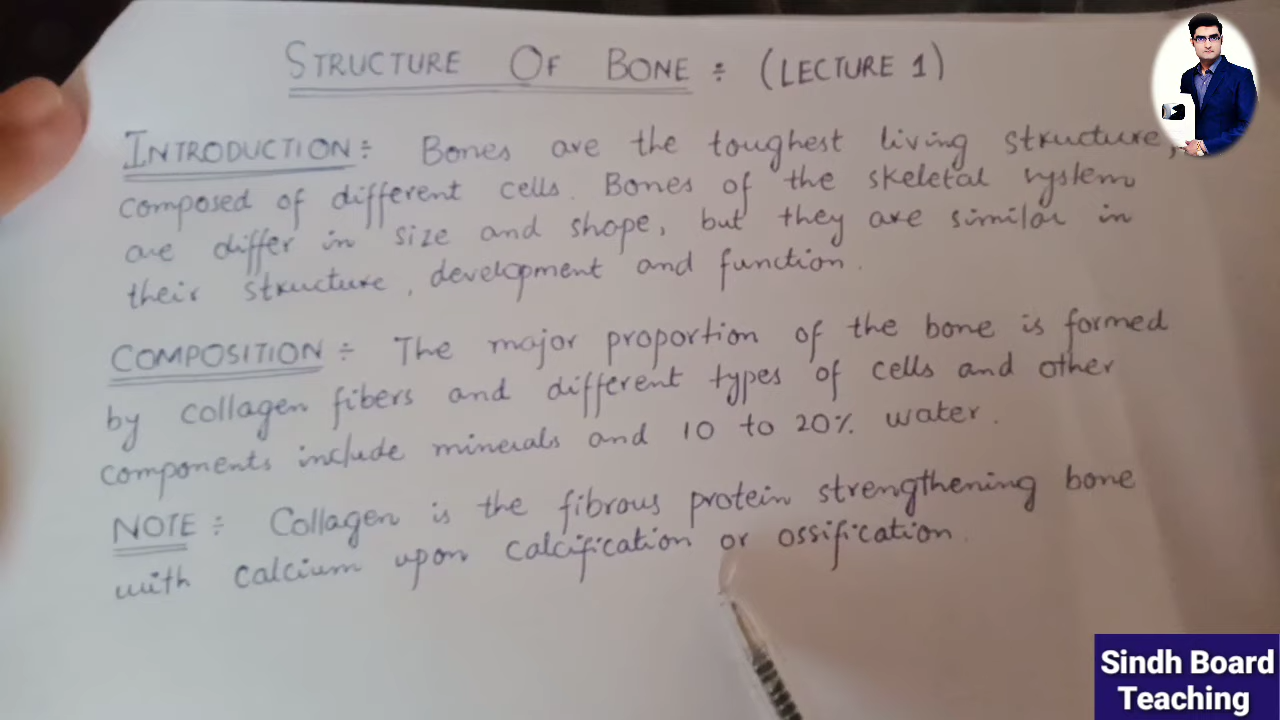 STRUCTURE OF BONE ÷ (LECTURE 1)
INTRODUCTION ÷ Bones are the toughest living structure,
composed of different cells. Bones of the skeletal system
are differ in size and shape, but they are similar in
their structure, development and function.
COMPOSITION ÷ The major proportion of the bone is formed
by collagen fibers and different types of cells and other
components include minerals and 10 to 20% water.
NOTE ÷ Collagen is the fibrous protein strengthening bone
with calcium upon calcification or ossification.
Sindh Board
Teaching